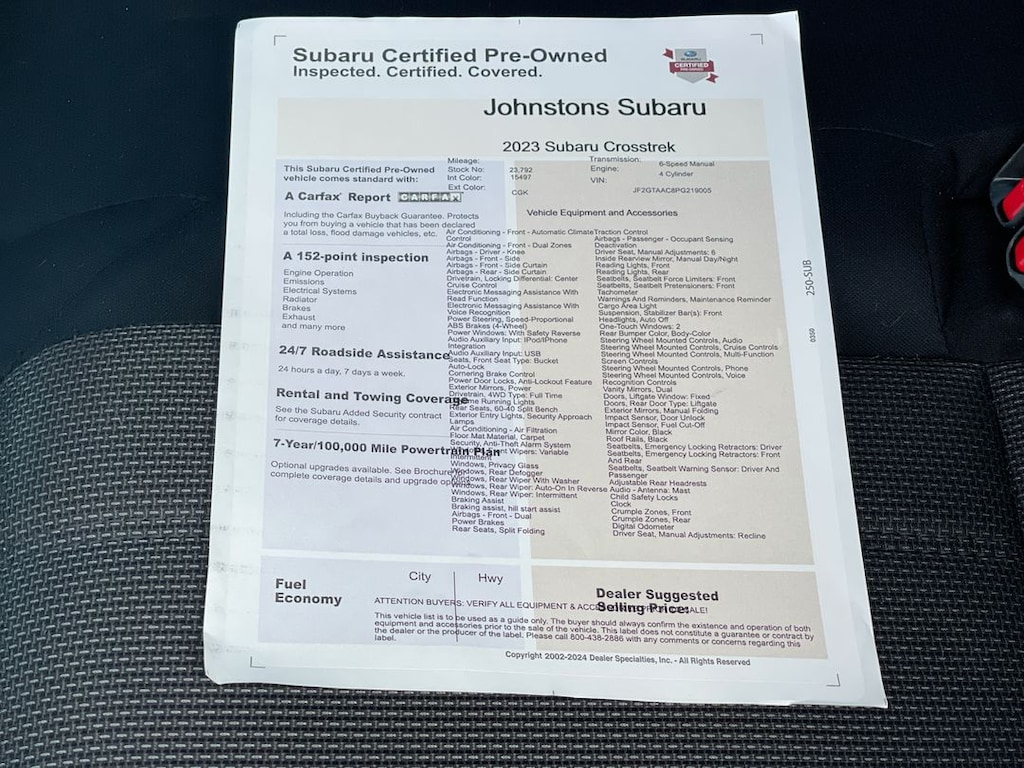 Subaru Certified Pre-Owned
Inspected. Certified. Covered.
SUBARU
CERTIFIED
PRE-OWNED
Johnstons Subaru
2023 Subaru Crosstrek
This Subaru Certified Pre-Owned
vehicle comes standard with:
A Carfax Report CARFAX
Including the Carfax Buyback Guarantee. Protects
you from buying a vehicle that has been declared
a total loss, flood damage vehicles, etc.
A 152-point inspection
Engine Operation
Emissions
Electrical Systems
Radiator
Brakes
Exhaust
and many more
24/7 Roadside Assistance
24 hours a day, 7 days a week.
Rental and Towing Coverage
See the Subaru Added Security contract
for coverage details.
7-Year/100,000 Mile Powertrain Plan
Optional upgrades available. See Brochure for
complete coverage details and upgrade options.
Mileage:
Stock No: 23,792
Int Color: 15497
Ext Color:
CGK
Transmission: 6-Speed Manual
Engine: 4 Cylinder
VIN: JF2GTAAC8PG219005
Vehicle Equipment and Accessories
Air Conditioning - Front - Automatic Climate
Control
Air Conditioning - Front - Dual Zones
Airbags - Driver - Knee
Airbags - Front - Side
Airbags - Front - Side Curtain
Airbags - Rear - Side Curtain
Drivetrain, Locking Differential: Center
Cruise Control
Electronic Messaging Assistance With
Read Function
Electronic Messaging Assistance With
Voice Recognition
Power Steering, Speed-Proportional
ABS Brakes (4-Wheel)
Power Windows: With Safety Reverse
Audio Auxiliary Input: IPod/IPhone
Integration
Audio Auxiliary Input: USB
Seats, Front Seat Type: Bucket
Auto-Lock
Cornering Brake Control
Power Door Locks, Anti-Lockout Feature
Exterior Mirrors, Power
Drivetrain, 4WD Type: Full Time
Running Lights
Rear Seats, 60-40 Split Bench
Exterior Entry Lights, Security Approach
Lamps
Air Conditioning - Air Filtration
Floor Mat Material, Carpet
Security, Anti-Theft Alarm System
Wipers: Variable
Intermittent
Windows, Privacy Glass
Windows, Rear Defogger
Windows, Rear Wiper With Washer
Windows, Rear Wiper: Auto-On In Reverse
Windows, Rear Wiper: Intermittent
Braking Assist
Braking Assist, hill start assist
Airbags - Front - Dual
Power Brakes
Rear Seats, Split Folding
Traction Control
Airbags - Passenger - Occupant Sensing
Deactivation
Driver Seat, Manual Adjustments: 6
Inside Rearview Mirror, Manual Day/Night
Reading Lights, Front
Reading Lights, Rear
Seatbelts, Seatbelt Force Limiters: Front
Seatbelts, Seatbelt Pretensioners: Front
Tachometer
Warnings And Reminders, Maintenance Reminder
Cargo Area Light
Suspension, Stabilizer Bar(s): Front
Headlights, Auto Off
One-Touch Windows: 2
Rear Bumper Color, Body-Color
Steering Wheel Mounted Controls, Audio
Steering Wheel Mounted Controls, Cruise Controls
Steering Wheel Mounted Controls, Multi-Function
Screen Controls
Steering Wheel Mounted Controls, Phone
Steering Wheel Mounted Controls, Voice
Recognition Controls
Vanity Mirrors, Dual
Doors, Liftgate Window: Fixed
Doors, Rear Door Type: Liftgate
Exterior Mirrors, Manual Folding
Impact Sensor, Door Unlock
Impact Sensor, Fuel Cut-Off
Mirror Color, Black
Roof Rails, Black
Seatbelts, Emergency Locking Retractors: Driver
Seatbelts, Emergency Locking Retractors: Front
And Rear
Seatbelts, Seatbelt Warning Sensor: Driver And
Passenger
Adjustable Rear Headrests
Audio - Antenna: Mast
Child Safety Locks
Clock
Crumple Zones, Front
Crumple Zones, Rear
Digital Odometer
Driver Seat, Manual Adjustments: Recline
250-SUB
0350
Fuel
Economy
City Hwy
Dealer Suggested
Selling Price:
ATTENTION BUYERS: VERIFY ALL EQUIPMENT & SALE!
This vehicle list is to be used as a guide only. The buyer should always confirm the existence and operation of both
equipment and accessories prior to the sale of the vehicle. This label does not constitute a guarantee or contract by
the dealer or the producer of the label. Please call 800-438-2886 with any comments or concerns regarding this
label.
Copyright 2002-2024 Dealer Specialties, Inc. - All Rights Reserved